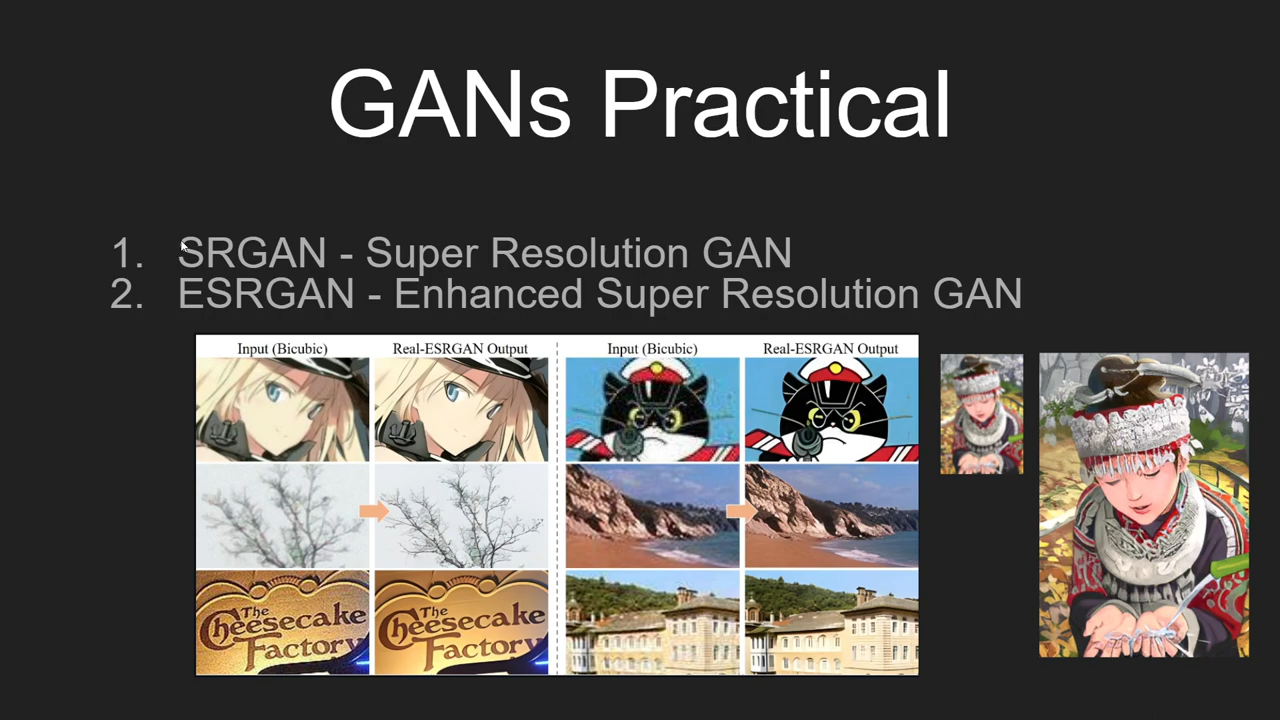 GANs Practical
1. SRGAN - Super Resolution GAN
2. ESRGAN - Enhanced Super Resolution GAN
Input (Bicubic) Real-ESRGAN Output Input (Bicubic) Real-ESRGAN Output
The The
Cheesecake Cheesecake
Factory Factory